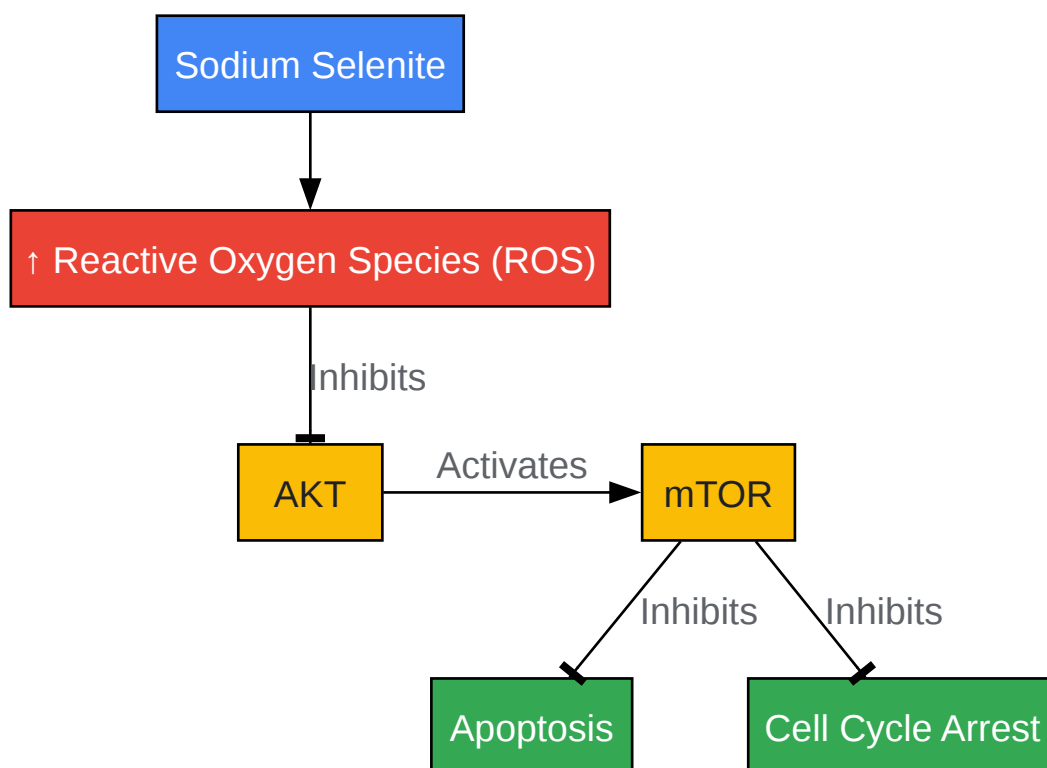 Sodium Selenite
↑ Reactive Oxygen Species (ROS)
Inhibits
Activates
AKT
mTOR
Inhibits
Inhibits
Apoptosis
Cell Cycle Arrest